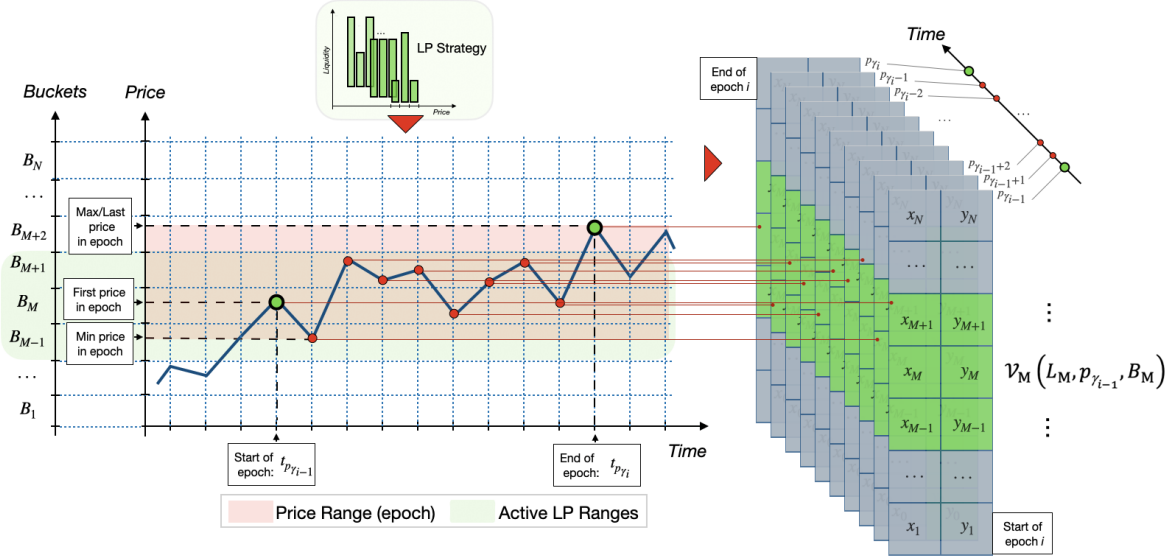 Liquidity
...
LP Strategy
Price
Time
End of
epoch i
p_{γ_i}
p_{γ_i-1}
p_{γ_i-2}
...
...
p_{γ_{i-1}+2}
p_{γ_{i-1}+1}
p_{γ_{i-1}}
Buckets
Price
B_N
...
B_{M+2}
B_{M+1}
B_M
B_{M-1}
...
B_1
Max/Last
price
in epoch
First price
in epoch
Min price
in epoch
Time
Start of
epoch: t_{p_{γ_{i-1}}}
End of
epoch: t_{p_{γ_i}}
Price Range (epoch)
Active LP Ranges
x_N y_N
... ...
x_{M+1} y_{M+1}
x_M y_M
x_{M-1} y_{M-1}
... ...
x_1 y_1
⋮
𝒱_M (L_M, p_{γ_{i-1}}, B_M)
⋮
Start of
epoch i